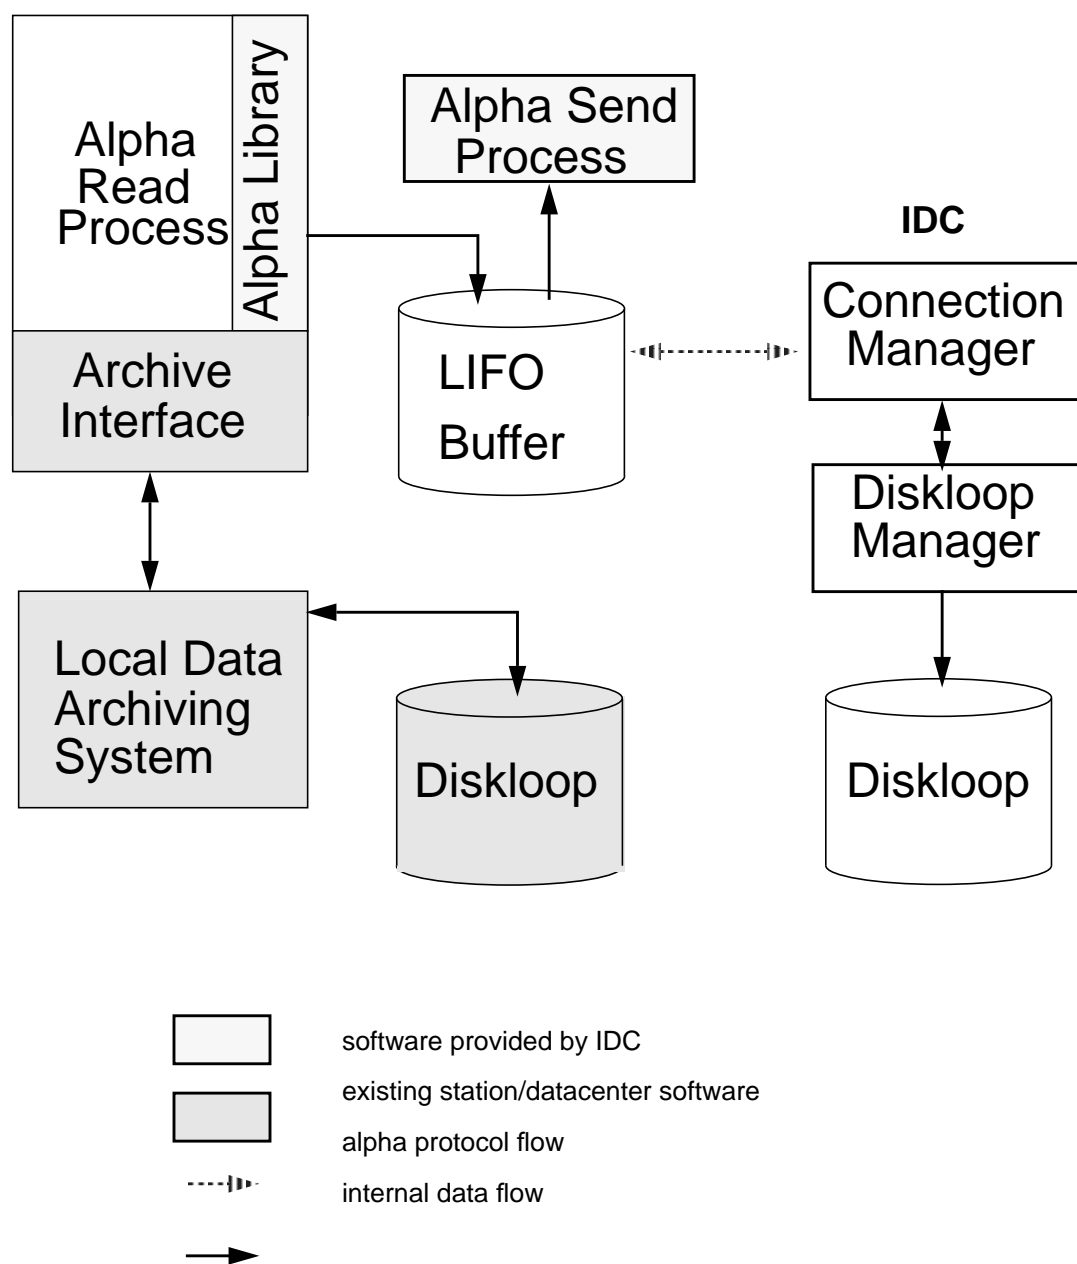 Alpha
Read
Process
Alpha Library
Archive
Interface
Alpha Send
Process
LIFO
Buffer
IDC
Connection
Manager
Diskloop
Manager
Local Data
Archiving
System
Diskloop
Diskloop
software provided by IDC
existing station/datacenter software
alpha protocol flow
internal data flow